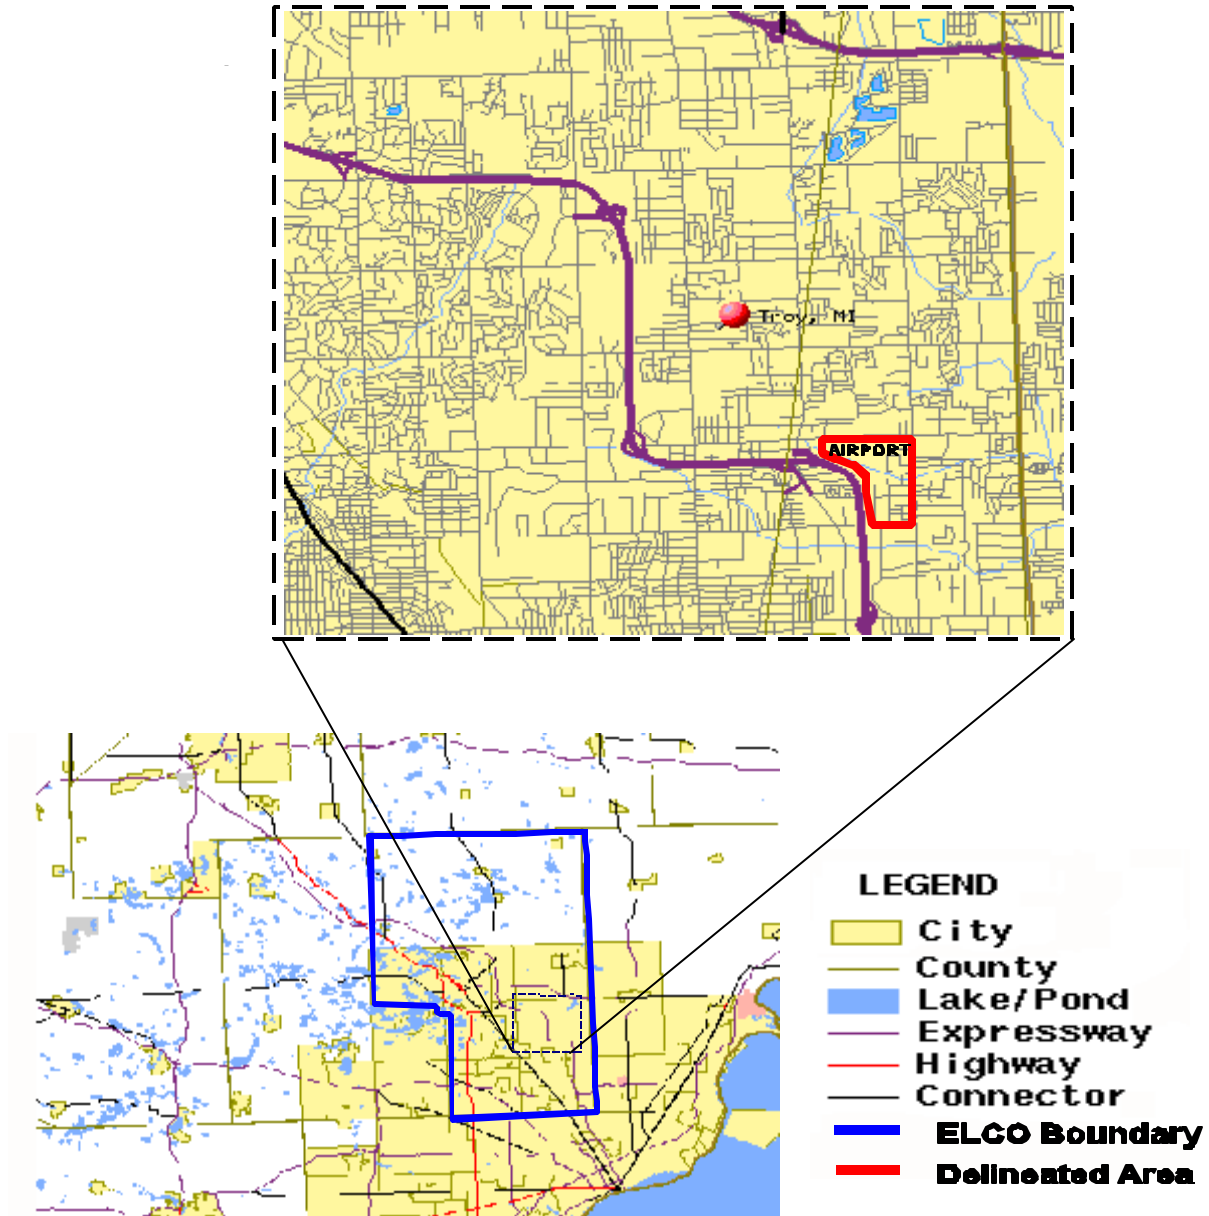 Troy, MI
AIRPORT
LEGEND
City
County
Lake/Pond
Expressway
Highway
Connector
ELCO Boundary
Delineated Area